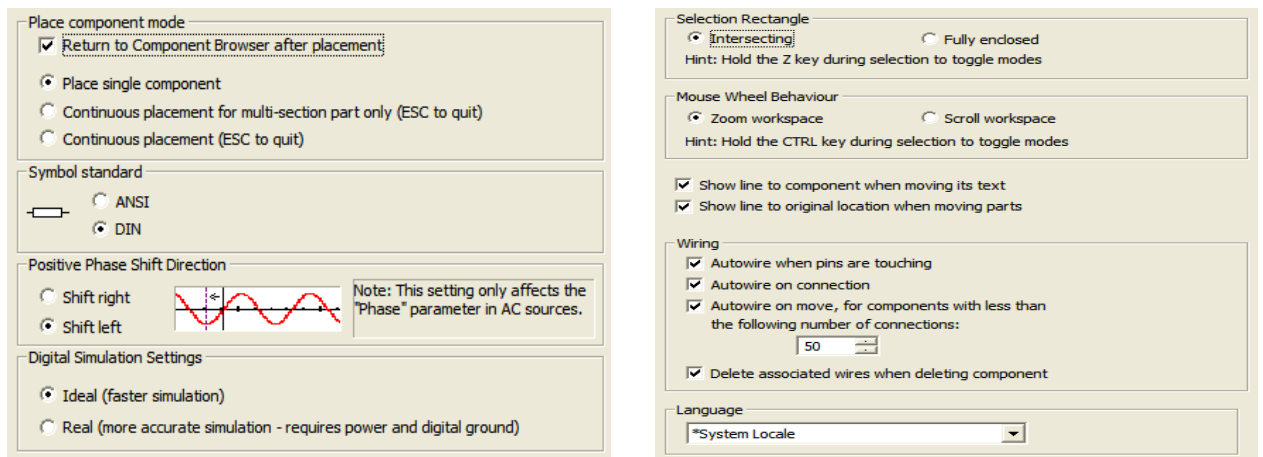 Place component mode
Return to Component Browser after placement
Place single component
Continuous placement for multi-section part only (ESC to quit)
Continuous placement (ESC to quit)
Symbol standard
ANSI
DIN
Positive Phase Shift Direction
Shift right
Shift left
Note: This setting only affects the
"Phase" parameter in AC sources.
Digital Simulation Settings
Ideal (faster simulation)
Real (more accurate simulation - requires power and digital ground)
Selection Rectangle
Intersecting Fully enclosed
Hint: Hold the Z key during selection to toggle modes
Mouse Wheel Behaviour
Zoom workspace Scroll workspace
Hint: Hold the CTRL key during selection to toggle modes
Show line to component when moving its text
Show line to original location when moving parts
Wiring
Autowire when pins are touching
Autowire on connection
Autowire on move, for components with less than
the following number of connections:
50
Delete associated wires when deleting component
Language
*System Locale